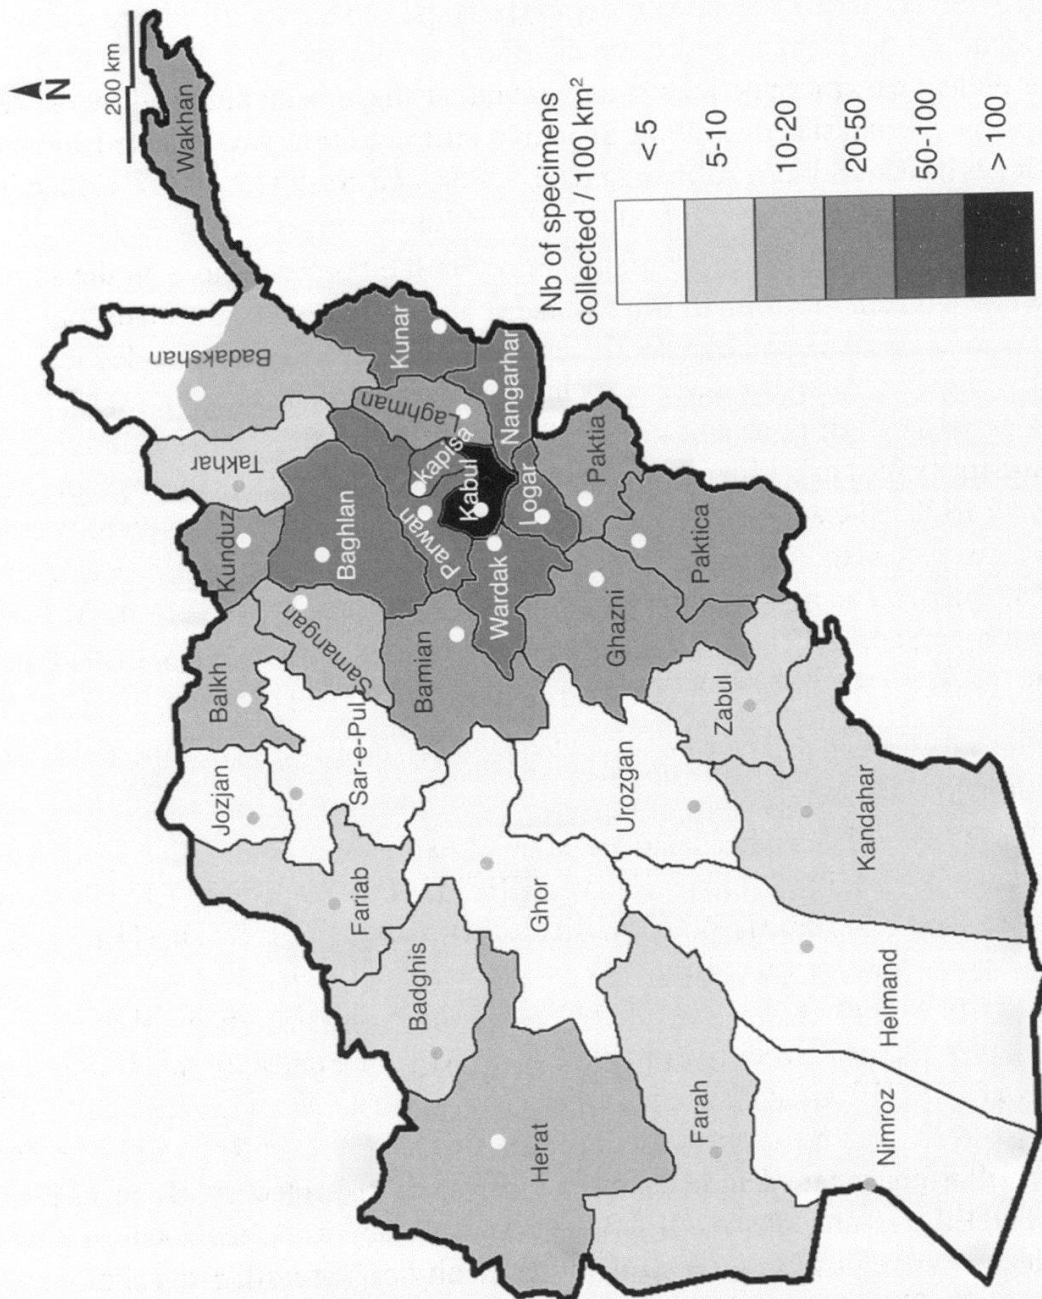 N
200 km
Wakhan
Badakshan
Takhar
Kunduz
Balkh
Jozjan
Samangan
Baghlan
Kunar
Laghman
Kapisa
Nangarhar
Parwan
Kabul
Sar-e-Pul
Fariab
Badghis
Bamian
Wardak
Logar
Paktia
Herat
Ghor
Urozgan
Ghazni
Paktica
Zabul
Farah
Nimroz
Helmand
Kandahar
Nb of specimens
collected / 100 km²
< 5
5-10
10-20
20-50
50-100
> 100